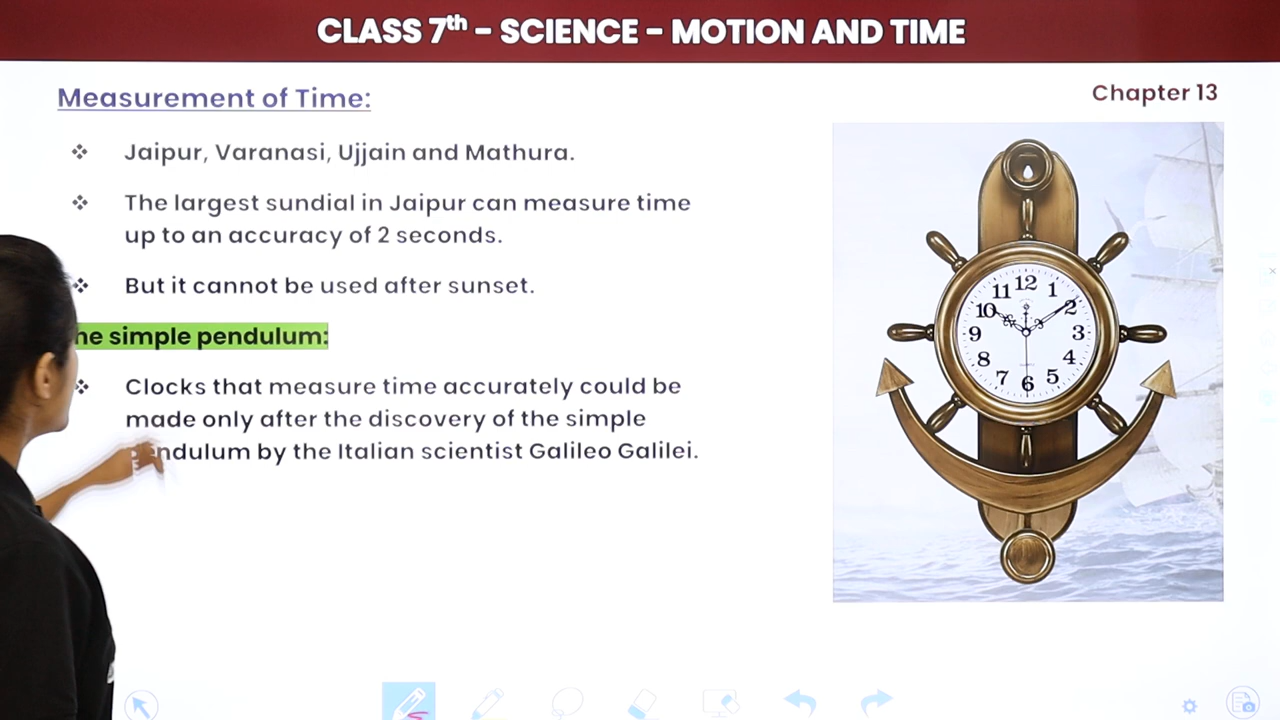 CLASS 7th - SCIENCE - MOTION AND TIME
Measurement of Time:
Chapter 13
❖ Jaipur, Varanasi, Ujjain and Mathura.
❖ The largest sundial in Jaipur can measure time
up to an accuracy of 2 seconds.
❖ But it cannot be used after sunset.
he simple pendulum:
❖ Clocks that measure time accurately could be
made only after the discovery of the simple
pendulum by the Italian scientist Galileo Galilei.
12
11 1
10 2
9 3
8 4
7 5
6